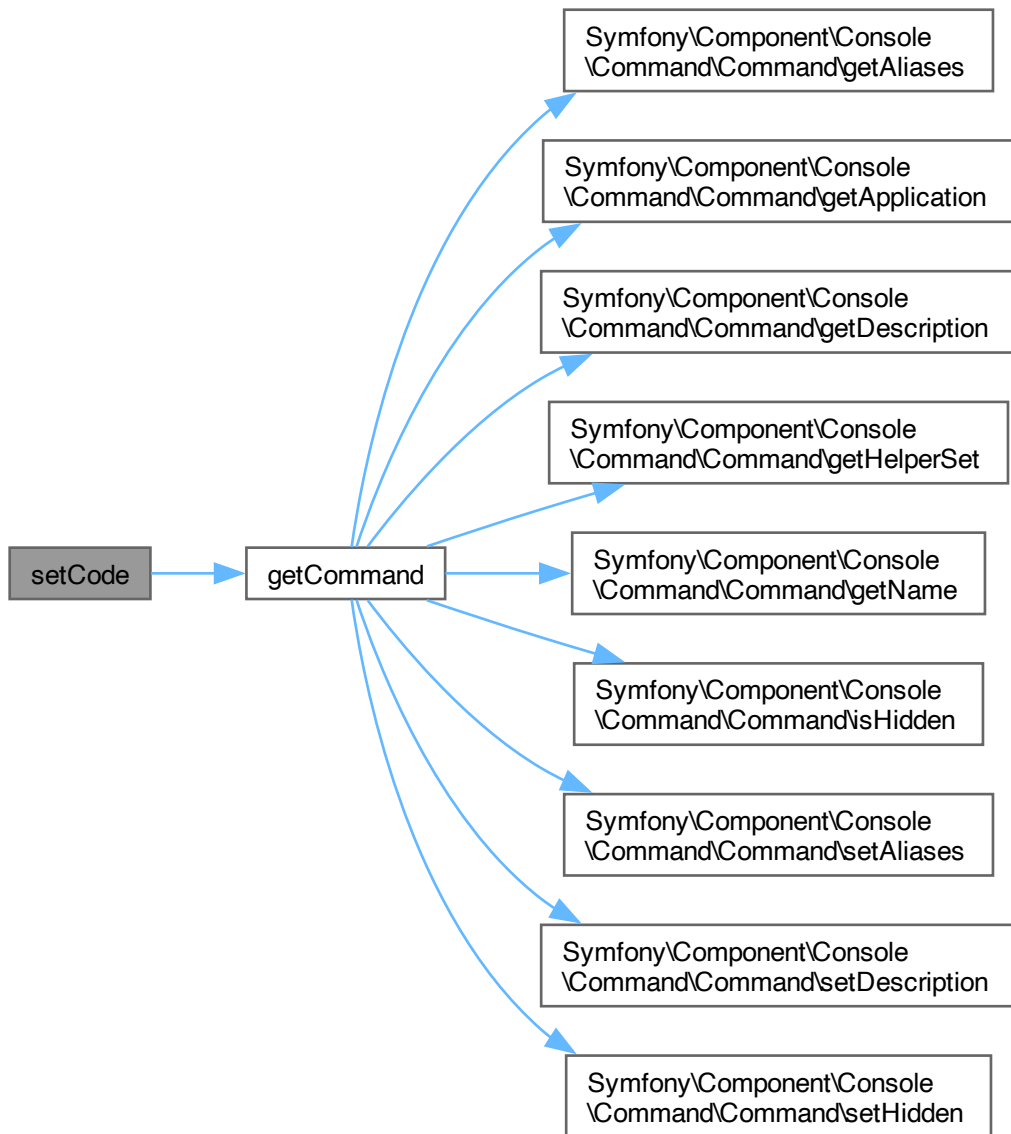 Symfony\Component\Console
\Command\Command\getAliases
Symfony\Component\Console
\Command\Command\getApplication
Symfony\Component\Console
\Command\Command\getDescription
Symfony\Component\Console
\Command\Command\getHelperSet
setCode
getCommand
Symfony\Component\Console
\Command\Command\getName
Symfony\Component\Console
\Command\Command\isHidden
Symfony\Component\Console
\Command\Command\setAliases
Symfony\Component\Console
\Command\Command\setDescription
Symfony\Component\Console
\Command\Command\setHidden